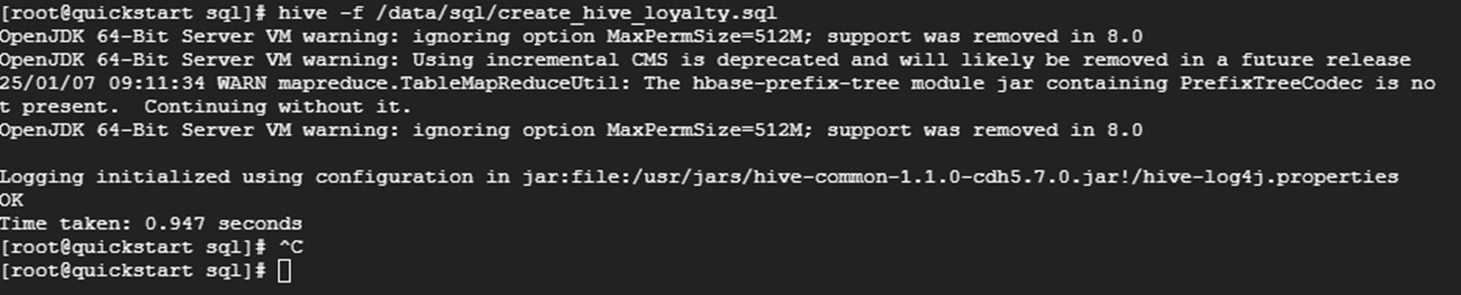 [root@quickstart sql]# hive -f /data/sql/create_hive_loyalty.sql
OpenJDK 64-Bit Server VM warning: ignoring option MaxPermSize=512M; support was removed in 8.0
OpenJDK 64-Bit Server VM warning: Using incremental CMS is deprecated and will likely be removed in a future release
25/01/07 09:11:34 WARN mapreduce.TableMapReduceUtil: The hbase-prefix-tree module jar containing PrefixTreeCodec is no
t present.  Continuing without it.
OpenJDK 64-Bit Server VM warning: ignoring option MaxPermSize=512M; support was removed in 8.0
Logging initialized using configuration in jar:file:/usr/jars/hive-common-1.1.0-cdh5.7.0.jar!/hive-log4j.properties
OK
Time taken: 0.947 seconds
[root@quickstart sql]# ^C
[root@quickstart sql]#